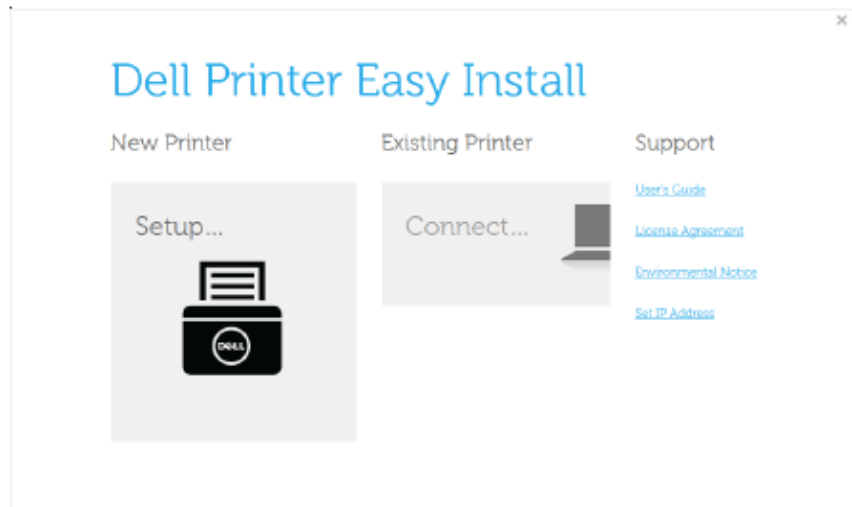 Dell Printer Easy Install
New Printer
Existing Printer
Support
Setup...
Connect...
User's Guide
License Agreement
Environmental Notice
Set IP Address
DELL